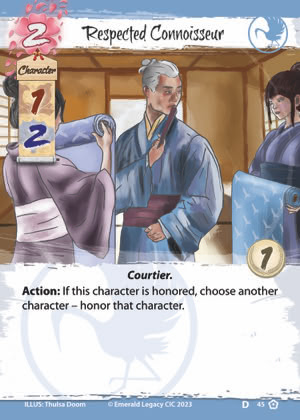 2
Respected Connoisseur
Character
1
2
1
Courtier.
Action: If this character is honored, choose another
character – honor that character.
ILLUS: Thuisa Doorn © Emerald Legacy CIC 2023 D 45